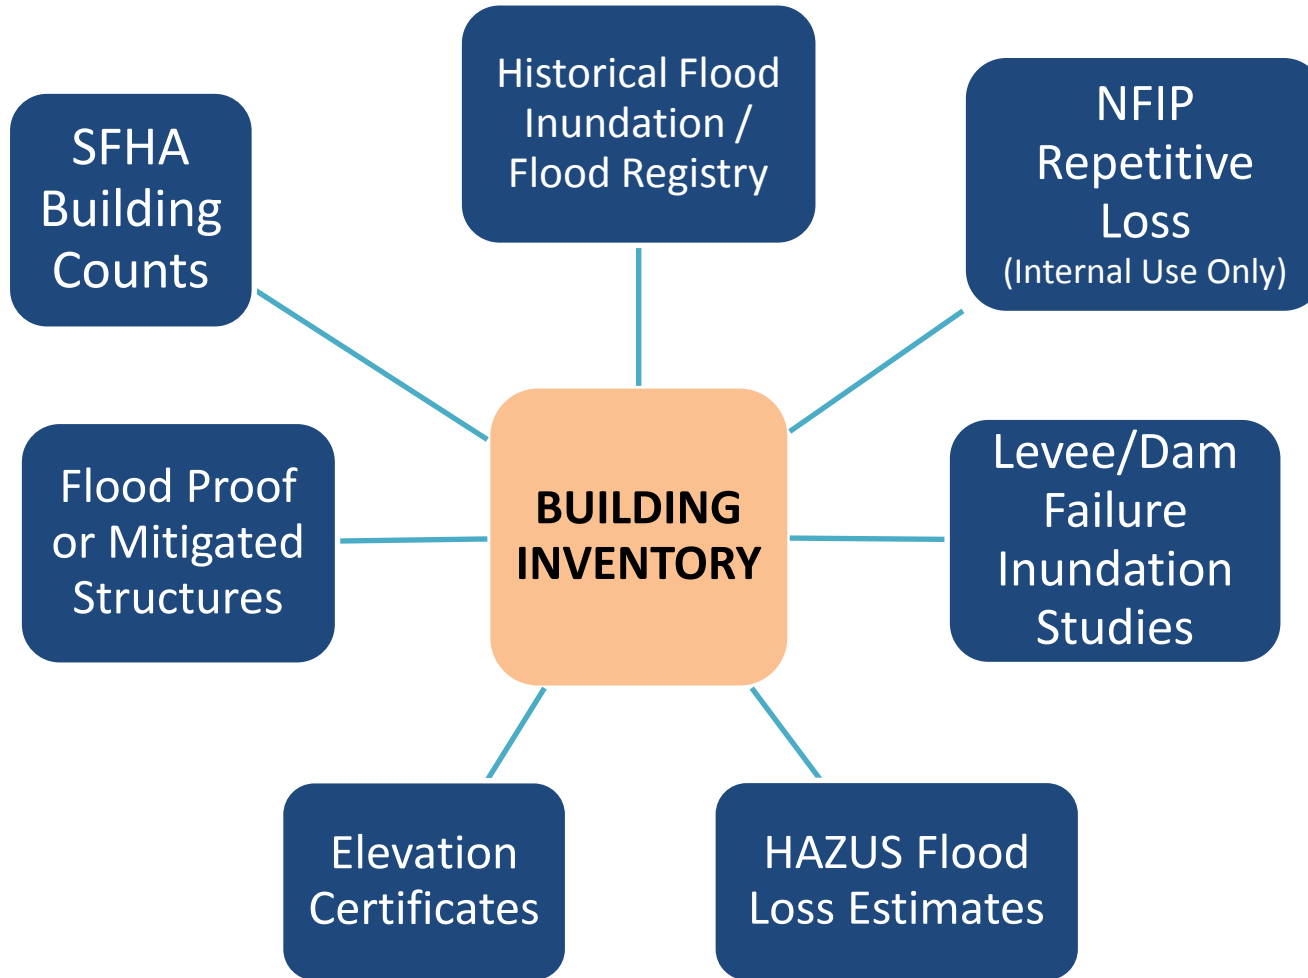 Historical Flood
Inundation /
Flood Registry
SFHA
Building
Counts
NFIP
Repetitive
Loss
(Internal Use Only)
Flood Proof
or Mitigated
Structures
BUILDING
INVENTORY
Levee/Dam
Failure
Inundation
Studies
Elevation
Certificates
HAZUS Flood
Loss Estimates